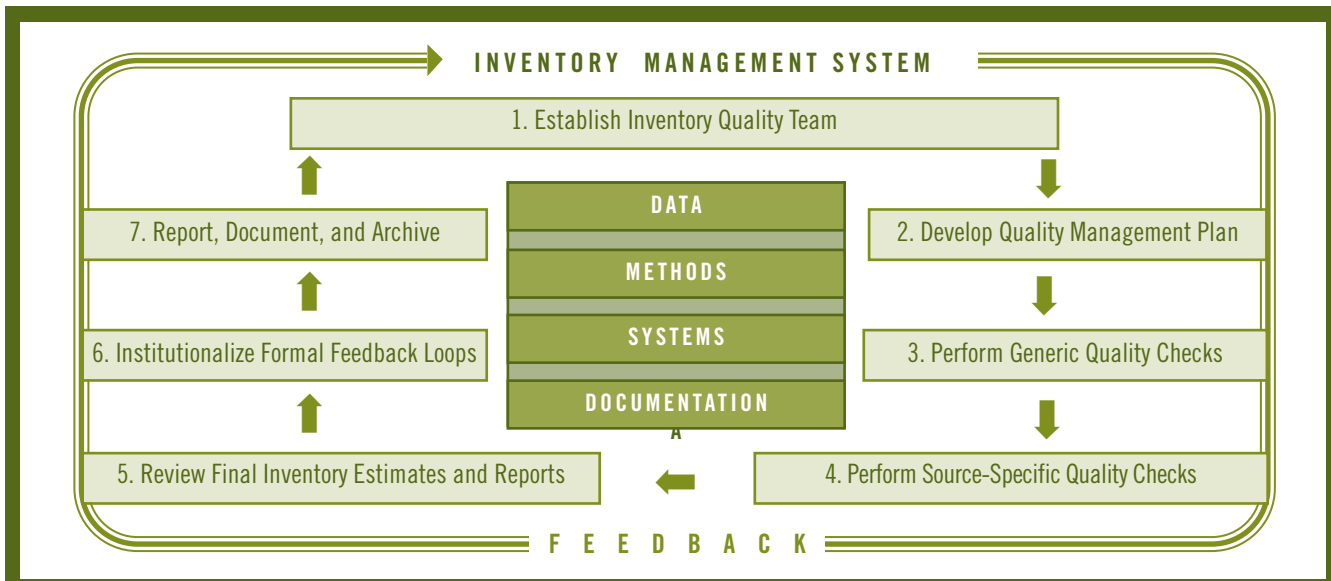 INVENTORY MANAGEMENT SYSTEM
1. Establish Inventory Quality Team
DATA
7. Report, Document, and Archive
2. Develop Quality Management Plan
METHODS
SYSTEMS
6. Institutionalize Formal Feedback Loops
3. Perform Generic Quality Checks
DOCUMENTATION
A
5. Review Final Inventory Estimates and Reports
4. Perform Source-Specific Quality Checks
FEEDBACK